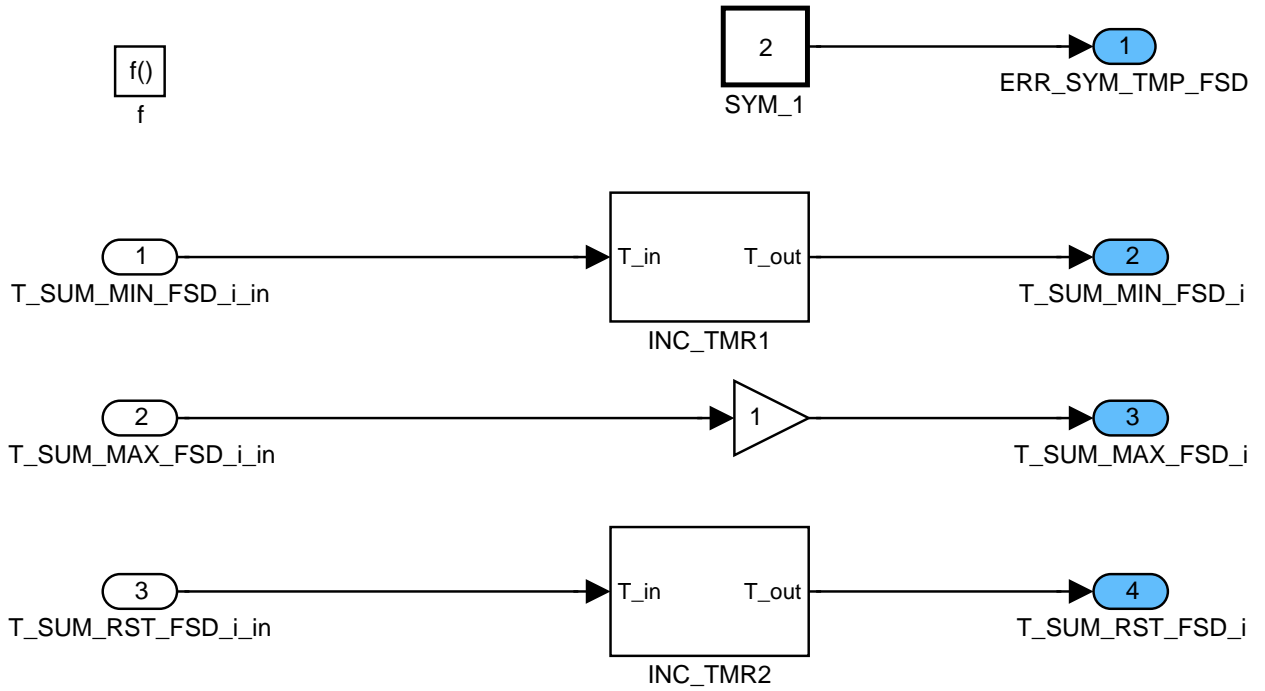 2
1
f()
SYM_1
ERR_SYM_TMP_FSD
f
1
T_in
T_out
2
T_SUM_MIN_FSD_i_in
T_SUM_MIN_FSD_i
INC_TMR1
2
1
3
T_SUM_MAX_FSD_i_in
T_SUM_MAX_FSD_i
3
T_in
T_out
4
T_SUM_RST_FSD_i_in
T_SUM_RST_FSD_i
INC_TMR2